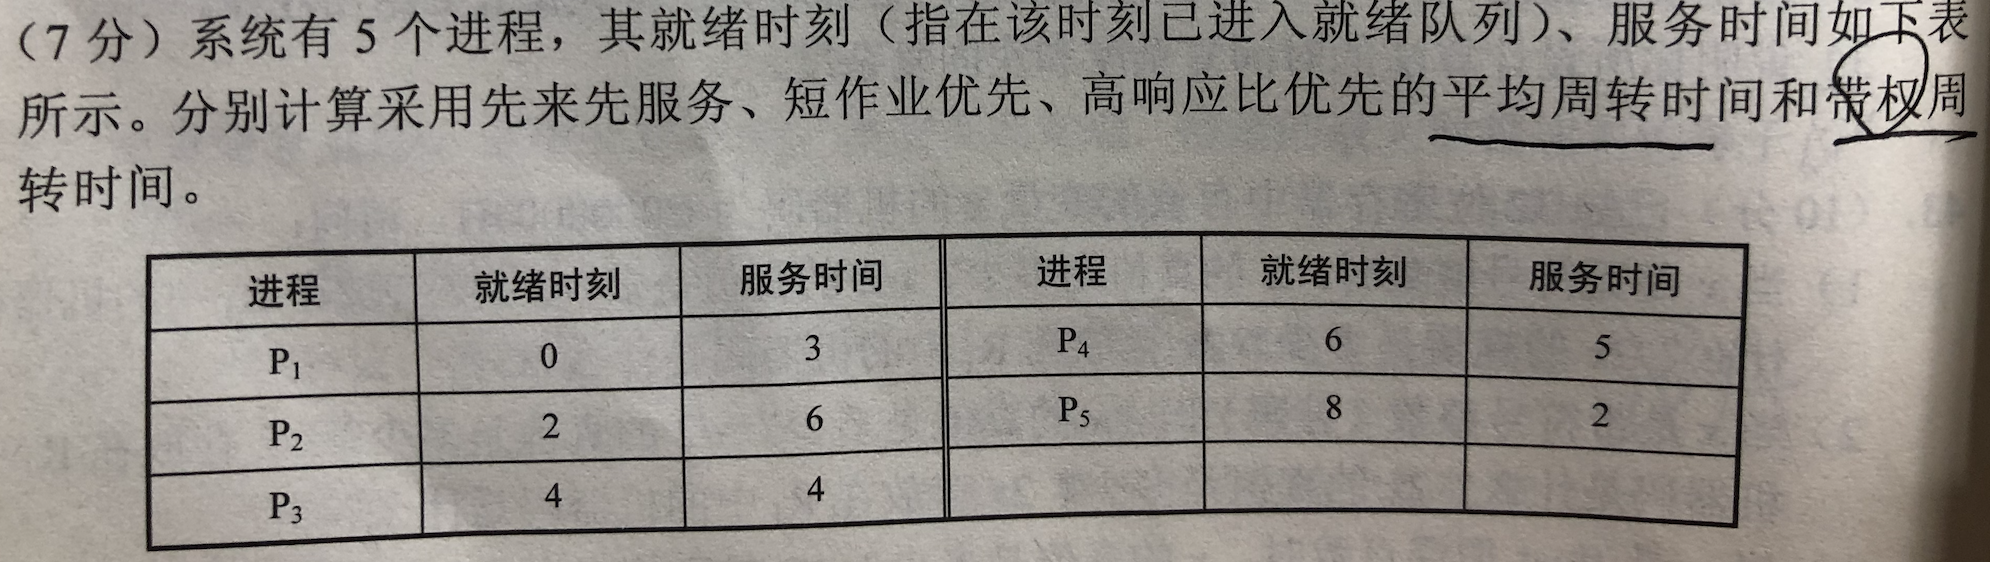 (7分)系统有5个进程，其就绪时刻(指在该时刻已进入就绪队列)、服务时间如下表
所示。分别计算采用先来先服务、短作业优先、高响应比优先的平均周转时间和带权周
转时间。
进程 就绪时刻 服务时间 进程 就绪时刻 服务时间
P₁ 0 3 P₄ 6 5
P₂ 2 6 P₅ 8 2
P₃ 4 4